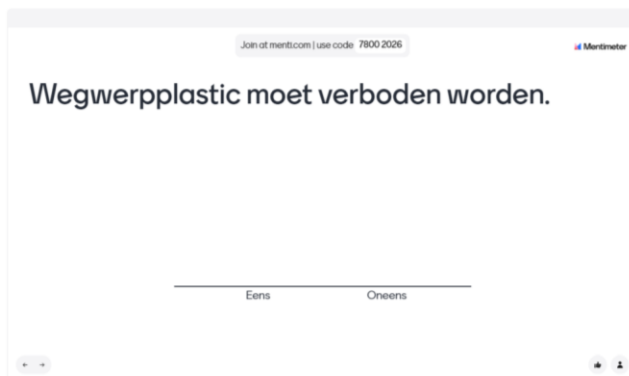 Join at menti.com | use code 7800 2026
Mentimeter
Wegwerpplastic moet verboden worden.
Eens
Oneens